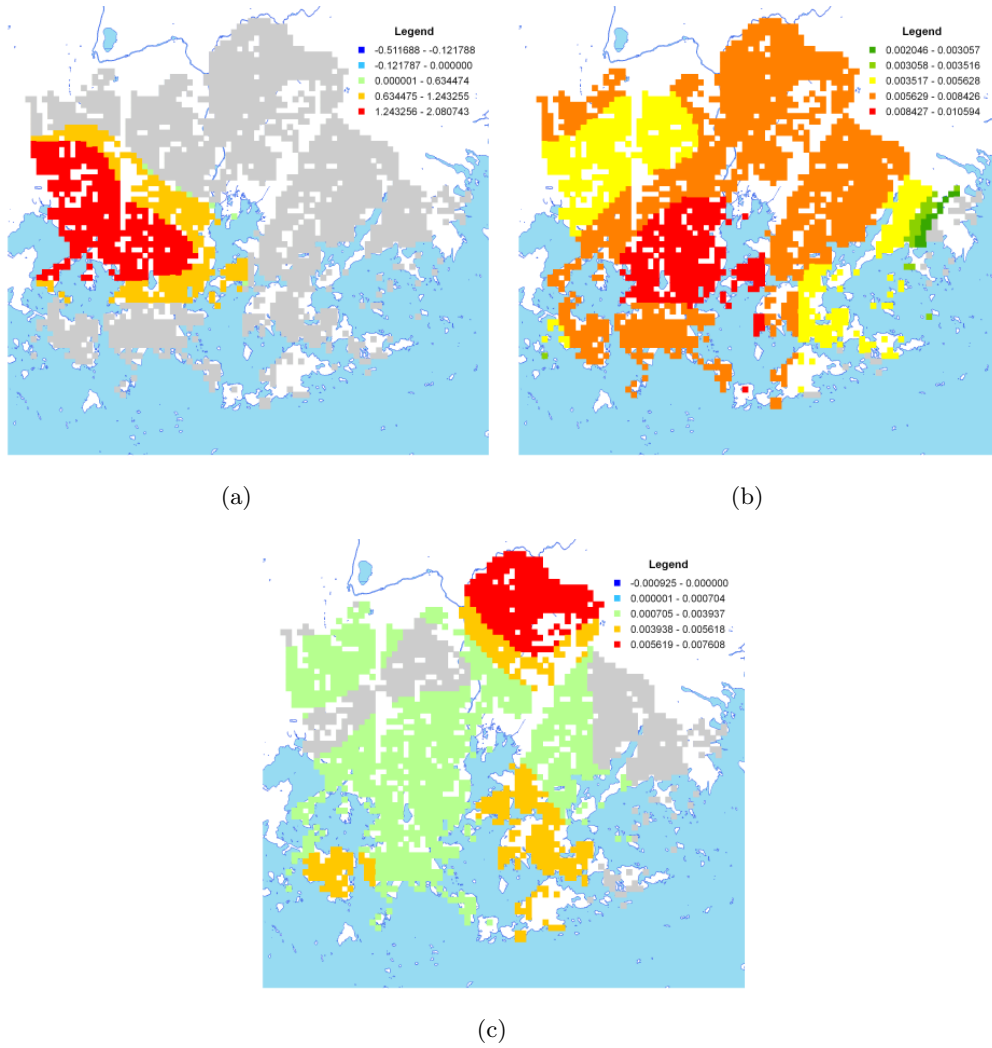 Legend
-0.511688 - -0.121788
-0.121787 - -0.000000
0.000001 - 0.634474
0.634475 - 1.243255
1.243256 - 2.080743
Legend
0.002046 - 0.003057
0.003058 - 0.003516
0.003517 - 0.005628
0.005629 - 0.008426
0.008427 - 0.010594
(a)
(b)
Legend
-0.000925 - 0.000000
0.000001 - 0.000704
0.000705 - 0.003937
0.003938 - 0.005618
0.005619 - 0.007608
(c)